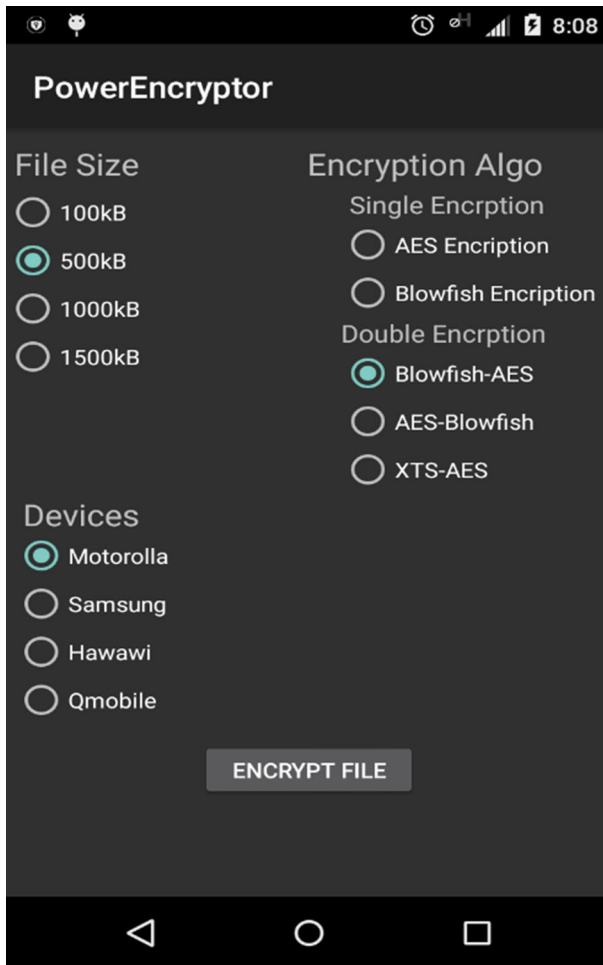 8:08
PowerEncryptor
File Size
100kB
500kB
1000kB
1500kB
Encryption Algo
Single Encrption
AES Encription
Blowfish Encription
Double Encrption
Blowfish-AES
AES-Blowfish
XTS-AES
Devices
Motorolla
Samsung
Hawawi
Qmobile
ENCRYPT FILE